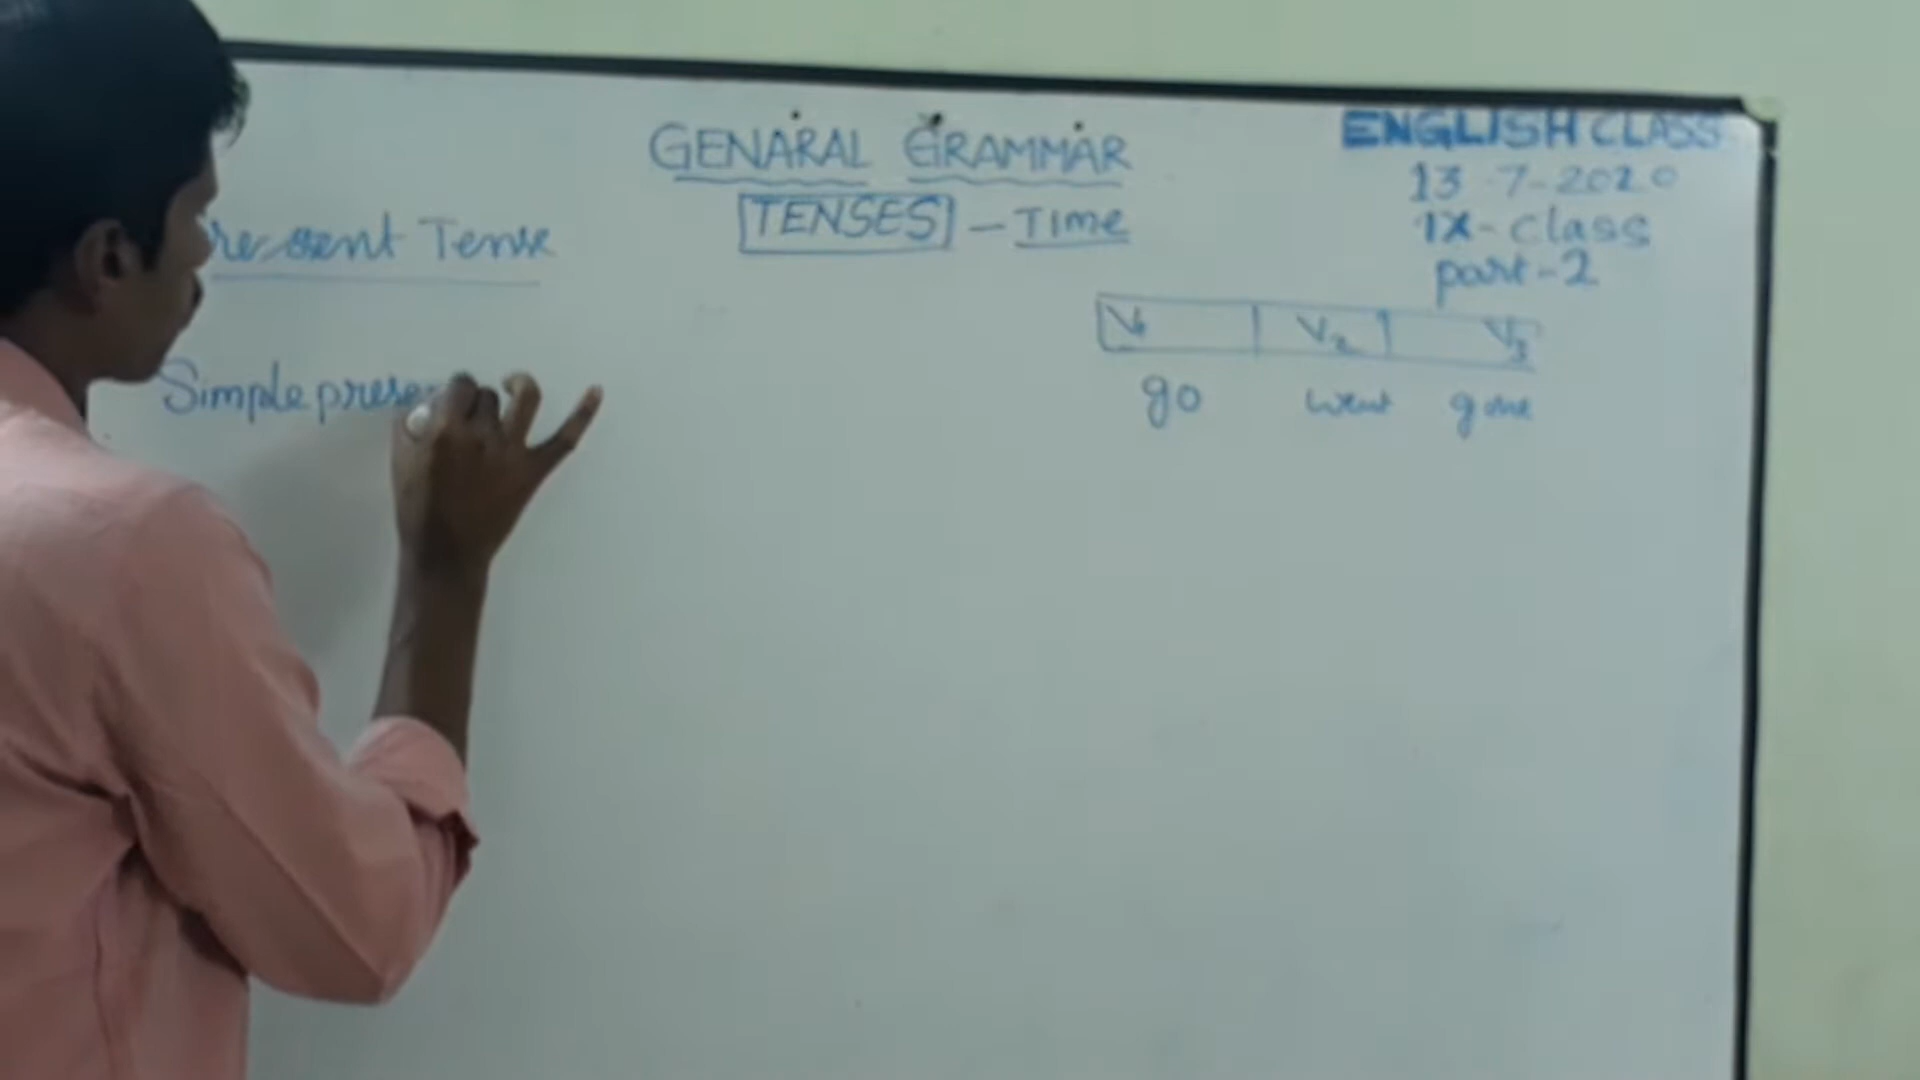 GENARAL GRAMMAR
TENSES - Time
ENGLISH CLASS
13-7-2020
IX-class
part-2
resent Tense
Simple prese
V1 V2 V3
go went gone